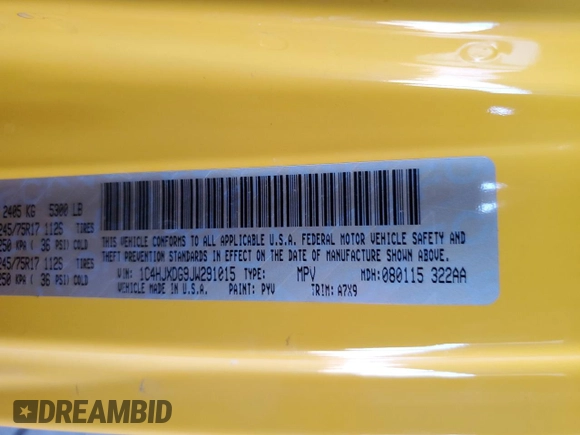 2405 KG 5300 LB
245/75R17 112S TIRES
250 KPA ( 36 PSI) COLD
245/75R17 112S TIRES
250 KPA ( 36 PSI) COLD
THIS VEHICLE CONFORMS TO ALL APPLICABLE U.S.A. FEDERAL MOTOR VEHICLE SAFETY AND
THEFT PREVENTION STANDARDS IN EFFECT ON THE DATE OF MANUFACTURE SHOWN ABOVE.
VIN: 1C4HJXDG9JW291015 TYPE: MPV MDH: 080115 322AA
VEHICLE MADE IN U.S.A. PAINT: PYV TRIM: A7X9
DREAMBID